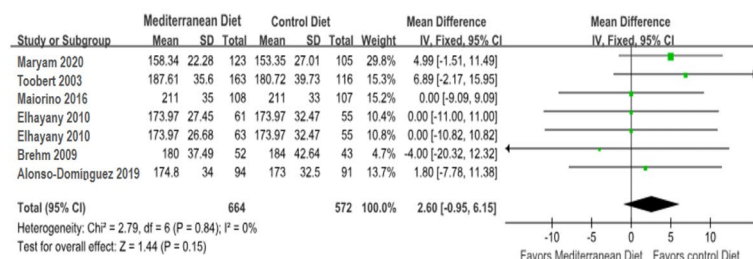 Mediterranean Diet Control Diet Mean Difference Mean Difference
Study or Subgroup Mean SD Total Mean SD Total Weight IV, Fixed, 95% CI IV, Fixed, 95% CI
Maryam 2020 158.34 22.28 123 153.35 27.01 105 29.8% 4.99 [-1.51, 11.49]
Toobert 2003 187.61 35.6 163 180.72 39.73 116 15.3% 6.89 [-2.17, 15.95]
Maiorino 2016 211 35 108 211 33 107 15.2% 0.00 [-9.09, 9.09]
Elhayany 2010 173.97 27.45 61 173.97 32.47 55 10.4% 0.00 [-11.00, 11.00]
Elhayany 2010 173.97 26.68 63 173.97 32.47 55 10.8% 0.00 [-10.82, 10.82]
Brehm 2009 180 37.49 52 184 42.64 43 4.7% -4.00 [-20.32, 12.32]
Alonso-Domínguez 2019 174.8 34 94 173 32.5 91 13.7% 1.80 [-7.78, 11.38]
Total (95% CI) 664 572 100.0% 2.60 [-0.95, 6.15]
Heterogeneity: Chi² = 2.79, df = 6 (P = 0.84); I² = 0%
Test for overall effect: Z = 1.44 (P = 0.15)
-10 -5 0 5 10
Favors Mediterranean Diet Favors control Diet